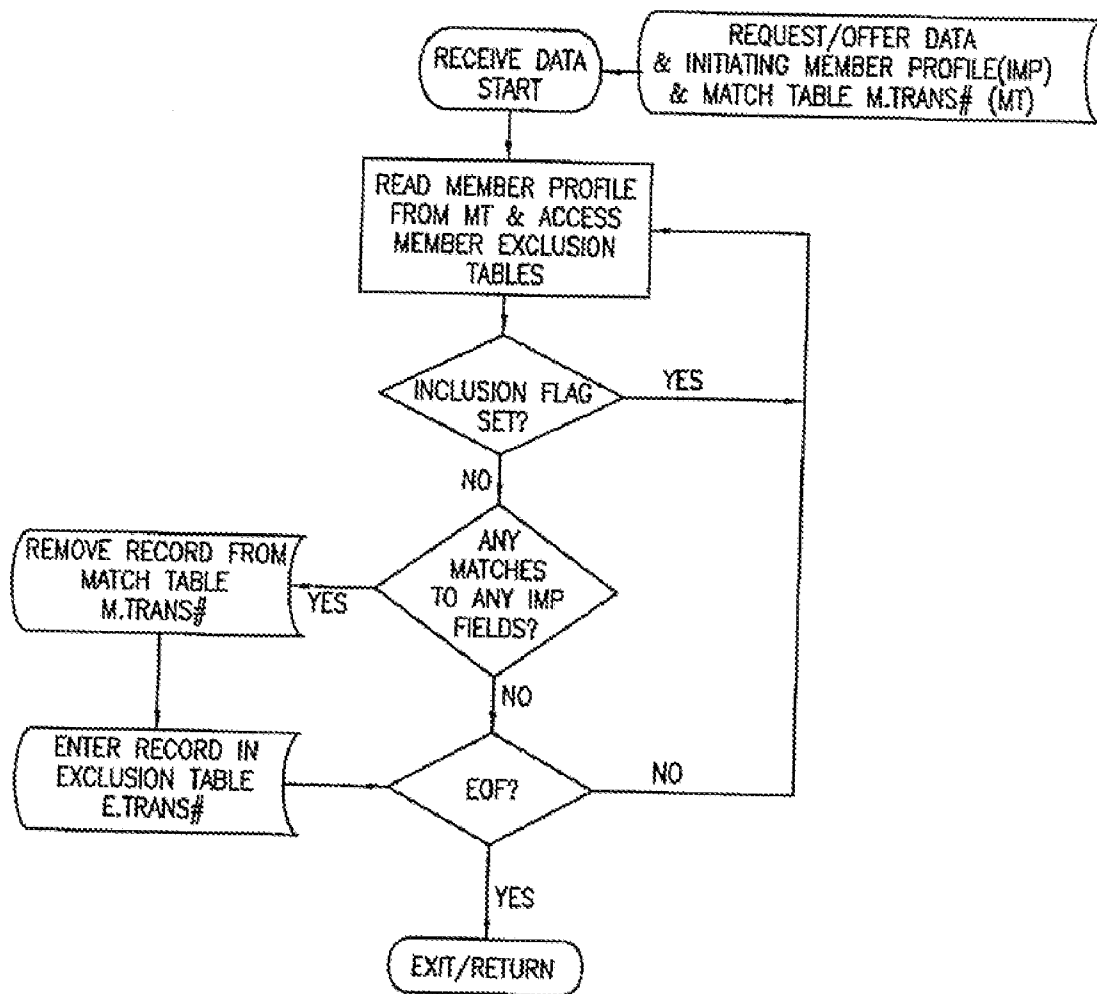 RECEIVE DATA
START
REQUEST/OFFER DATA
& INITIATING MEMBER PROFILE(IMP)
& MATCH TABLE M.TRANS# (MT)
READ MEMBER PROFILE
FROM MT & ACCESS
MEMBER EXCLUSION
TABLES
INCLUSION FLAG
SET?
YES
NO
ANY
MATCHES
TO ANY IMP
FIELDS?
YES
REMOVE RECORD FROM
MATCH TABLE
M.TRANS#
NO
ENTER RECORD IN
EXCLUSION TABLE
E.TRANS#
EOF?
NO
YES
EXIT/RETURN